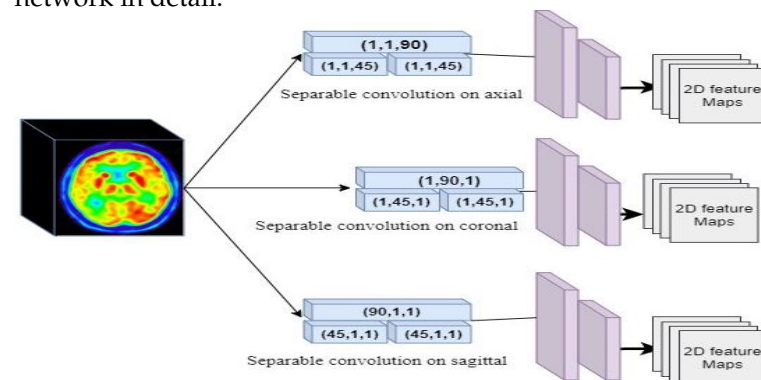 network in detail.
(1,1,90)
(1,1,45) (1,1,45)
Separable convolution on axial
2D feature
Maps
(1,90,1)
(1,45,1) (1,45,1)
Separable convolution on coronal
2D feature
Maps
(90,1,1)
(45,1,1) (45,1,1)
Separable convolution on sagittal
2D feature
Maps